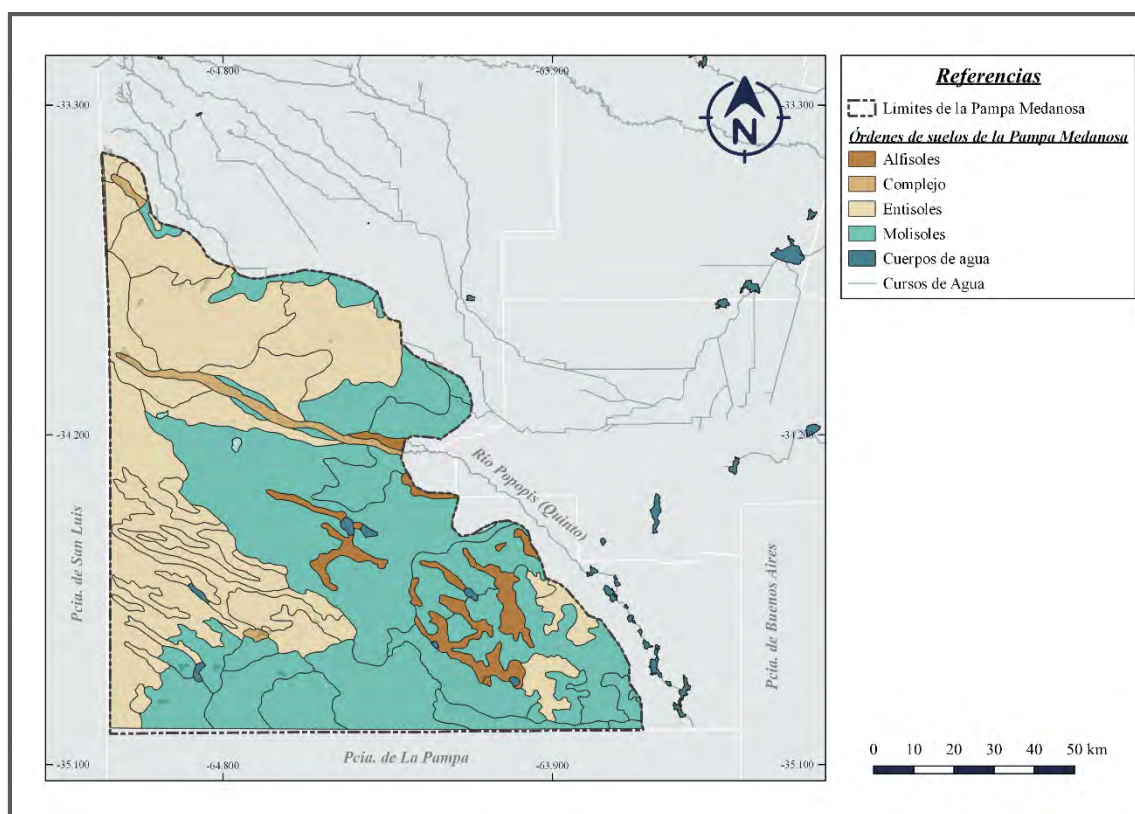 -64.800
-63.900
-33.300
-33.300
N
Referencias
Limites de la Pampa Medanosa
Órdenes de suelos de la Pampa Medanosa
Alfisoles
Complejo
Entisoles
Molisoles
Cuerpos de agua
Cursos de Agua
-34.200
-34.200
Río Popopis (Quinto)
Pcia. de San Luis
Pcia. de Buenos Aires
Pcia. de La Pampa
-35.100
-35.100
-64.800
-63.900
0 10 20 30 40 50 km